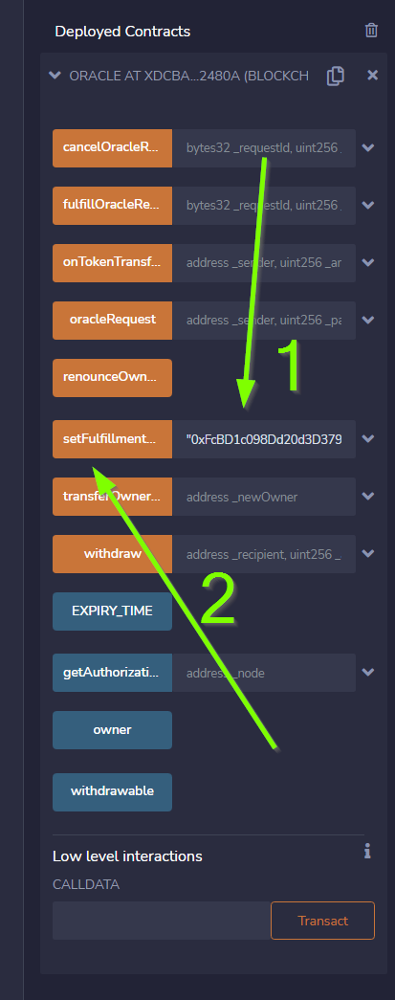 Deployed Contracts
ORACLE AT XDCBA...2480A (BLOCKCH
cancelOracleR... bytes32 _requestId, uint256 _
fulfillOracleRe... bytes32 _requestId, uint256 _
onTokenTransf... address _sender, uint256 _ar
oracleRequest address _sender, uint256 _pa
1
renounceOwn...
setFulfillment... "0xFcBD1c098Dd20d3D379
transferOwner... address _newOwner
withdraw address _recipient, uint256 _
2
EXPIRY_TIME
getAuthorizati... address _node
owner
withdrawable
Low level interactions
i
CALLDATA
Transact